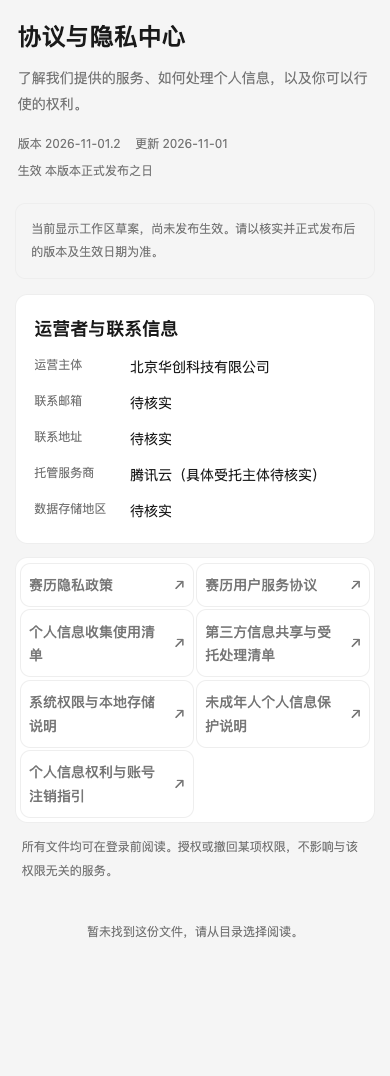 协议与隐私中心
了解我们提供的服务、如何处理个人信息，以及你可以行
使的权利。
版本 2026-11-01.2 更新 2026-11-01
生效 本版本正式发布之日
当前显示工作区草案，尚未发布生效。请以核实并正式发布后
的版本及生效日期为准。
运营者与联系信息
运营主体 北京华创科技有限公司
联系邮箱 待核实
联系地址 待核实
托管服务商 腾讯云（具体受托主体待核实）
数据存储地区 待核实
赛历隐私政策
赛历用户服务协议
个人信息收集使用清
单
第三方信息共享与受
托处理清单
系统权限与本地存储
说明
未成年人个人信息保
护说明
个人信息权利与账号
注销指引
所有文件均可在登录前阅读。授权或撤回某项权限，不影响与该
权限无关的服务。
暂未找到这份文件，请从目录选择阅读。